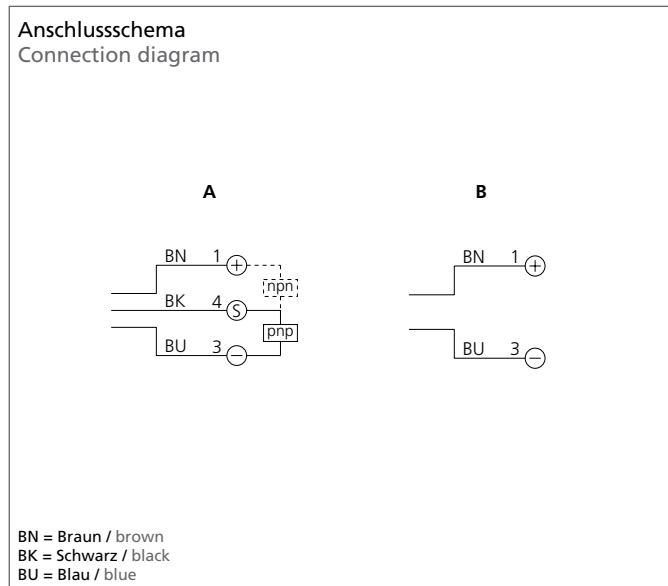 Anschlussschema
Connection diagram
A
BN 1 +
npn
BK 4 S
pnp
BU 3 −
B
BN 1 +
BU 3 −
BN = Braun / brown
BK = Schwarz / black
BU = Blau / blue